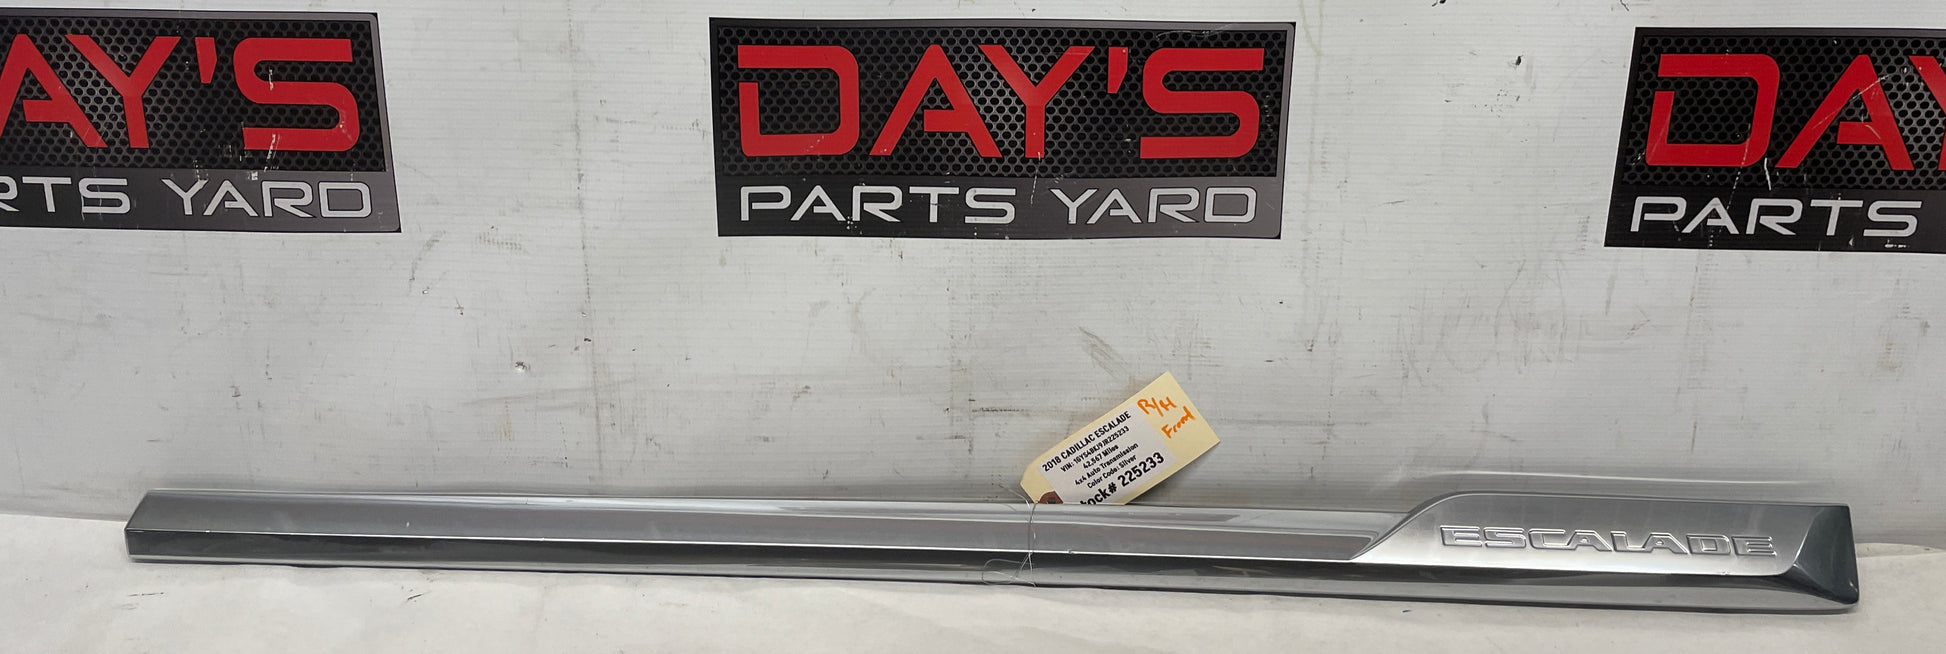 AY'S
RTS YARD
DAY'S
PARTS YARD
DAY
PARTS
R/H
Front
2018 CADILLAC ESCALADE
42,867 Miles
4x4 Auto Transmission
Color Code: Silver
tock# 225233
ESCALADE